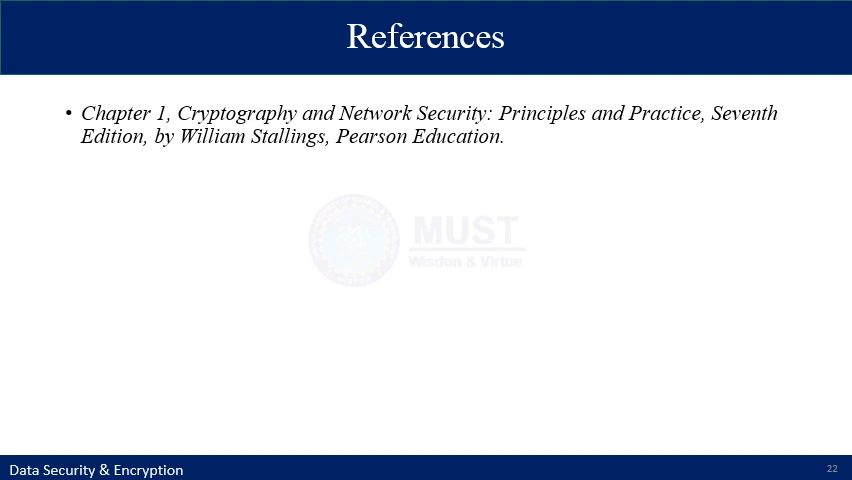 References
• Chapter 1, Cryptography and Network Security: Principles and Practice, Seventh
Edition, by William Stallings, Pearson Education.
MUST
Wisdom & Virtue
Data Security & Encryption
22